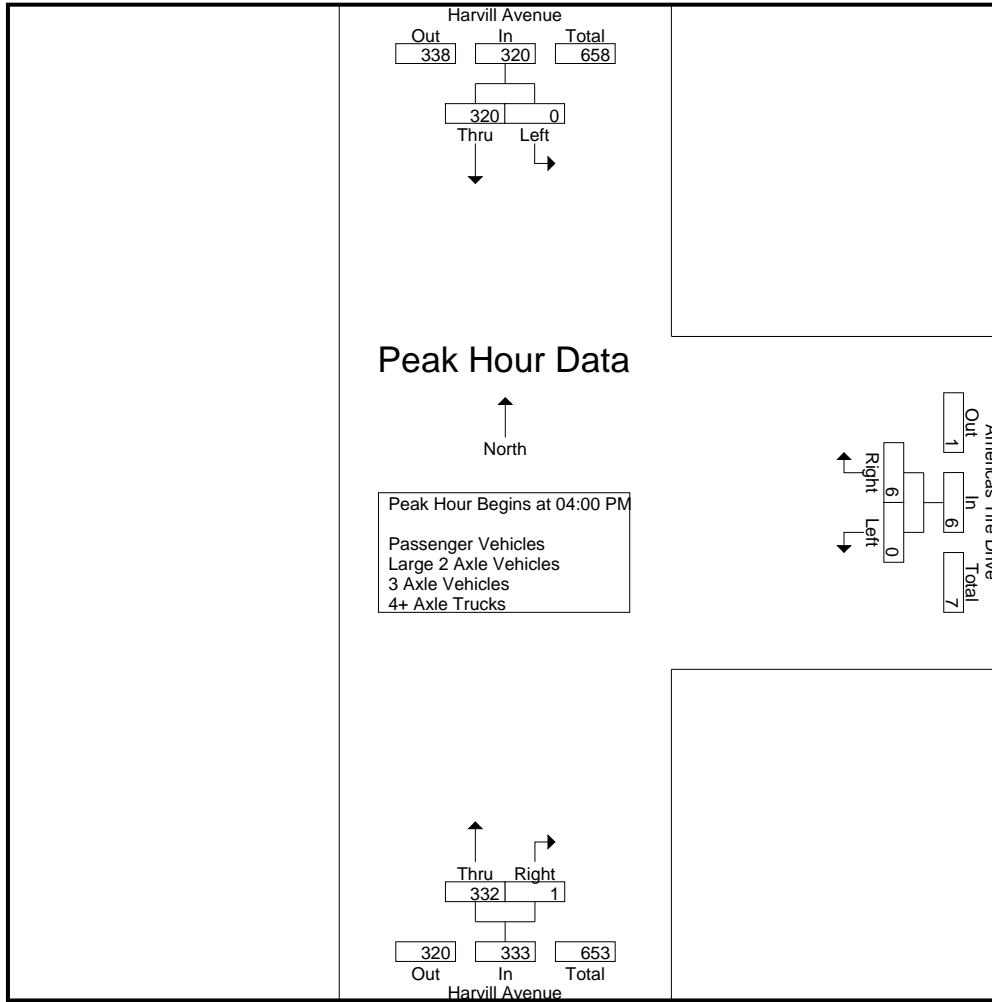 Harvill Avenue
Out In Total
338 320 658
320 0
Thru Left
Peak Hour Data
North
Peak Hour Begins at 04:00 PM
Passenger Vehicles
Large 2 Axle Vehicles
3 Axle Vehicles
4+ Axle Trucks
Americas Tire Drive
Out In Total
1 6 7
6 0
Right Left
Thru Right
332 1
320 333 653
Out In Total
Harvill Avenue